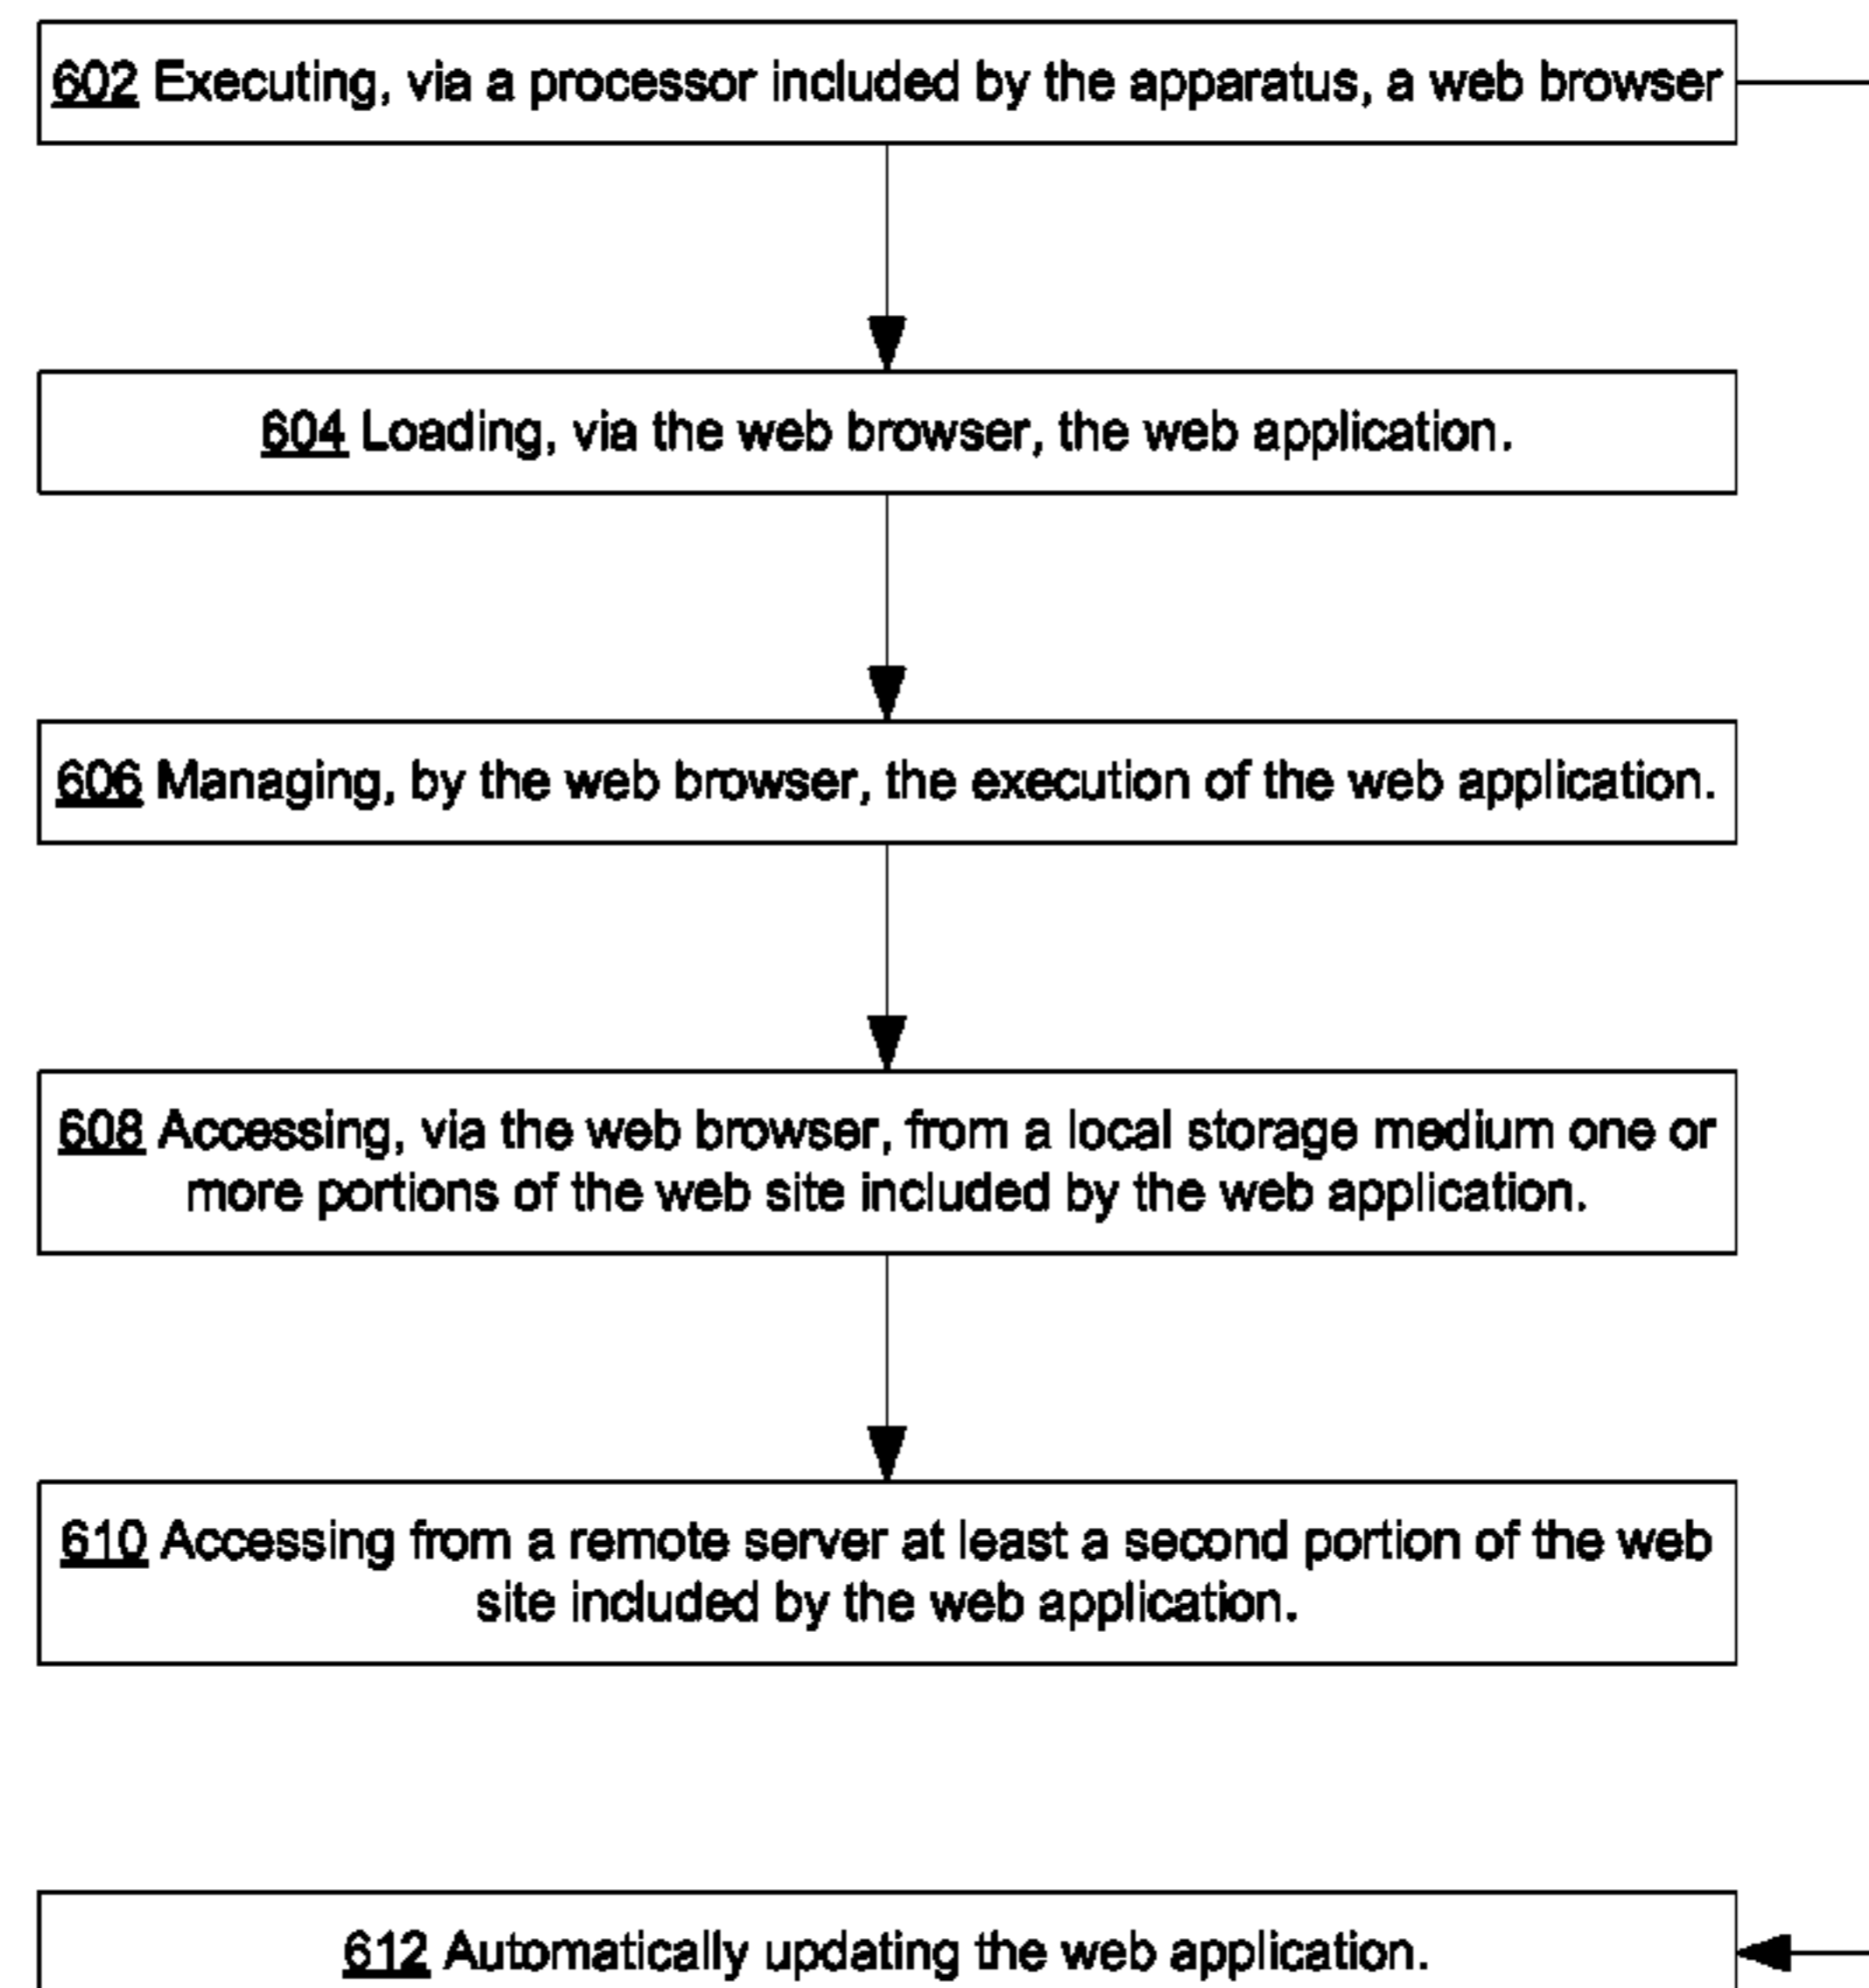 602 Executing, via a processor included by the apparatus, a web browser
604 Loading, via the web browser, the web application.
606 Managing, by the web browser, the execution of the web application.
608 Accessing, via the web browser, from a local storage medium one or
more portions of the web site included by the web application.
610 Accessing from a remote server at least a second portion of the web
site included by the web application.
612 Automatically updating the web application.